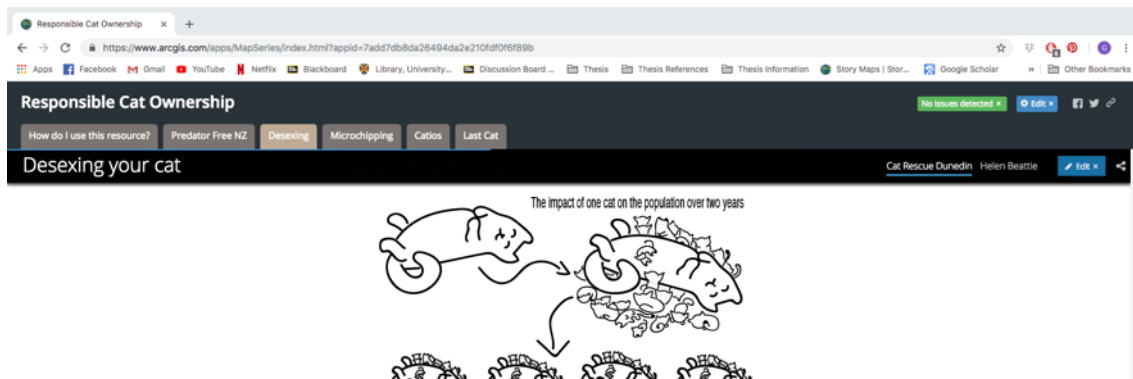 Responsible Cat Ownership × +
https://www.arcgis.com/apps/MapSeries/index.html?appid=7add7db8da26494da2e210fdf0f6f89b G
Apps Facebook Gmail YouTube Netflix Blackboard Library, University... Discussion Board ... Thesis Thesis References Thesis Information Story Maps | Stor... Google Scholar » Other Bookmarks
Responsible Cat Ownership No issues detected × Edit ×
How do I use this resource? Predator Free NZ Desexing Microchipping Catios Last Cat
Desexing your cat Cat Rescue Dunedin Helen Beattie Edit ×
The impact of one cat on the population over two years